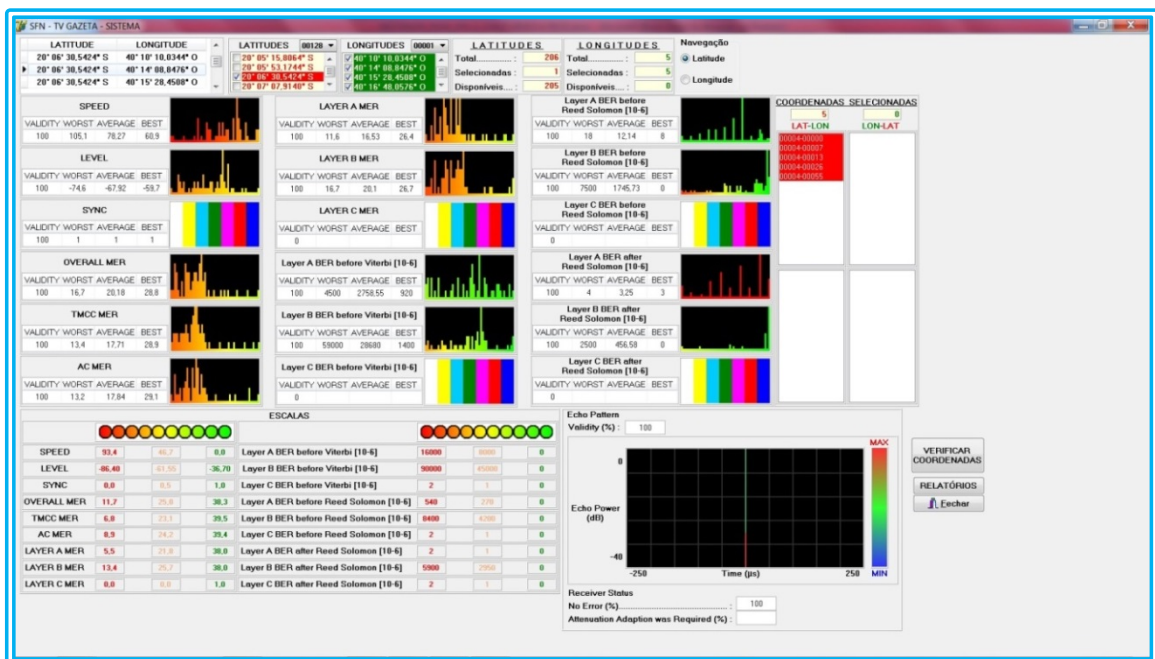 SFN - TV GAZETA - SISTEMA
LATITUDE LONGITUDE
20° 06' 38,5424" S 40° 10' 10,0344" O
20° 06' 38,5424" S 40° 14' 08,8476" O
20° 06' 38,5424" S 40° 15' 28,4508" O
LATITUDES 00128
20° 05' 15,8064" S
20° 05' 53,1744" S
20° 06' 38,5424" S
20° 07' 07,9140" S
LONGITUDES 00001
40° 10' 10,0344" O
40° 14' 08,8476" O
40° 15' 28,4508" O
40° 16' 48,0576" O
LATITUDES
Total............: 206
Selecionadas : 1
Disponíveis....: 205
LONGITUDES
Total............: 5
Selecionadas : 5
Disponíveis....: 0
Navegação
Latitude
Longitude
SPEED
VALIDITY WORST AVERAGE BEST
100 105,1 78,27 60,9
LAYER A MER
VALIDITY WORST AVERAGE BEST
100 11,6 16,53 26,4
Layer A BER before
Reed Solomon [10-6]
VALIDITY WORST AVERAGE BEST
100 18 12,14 8
COORDENADAS SELECIONADAS
5 0
LAT-LON LON-LAT
00004-00000
00004-00007
00004-00013
00004-00026
00004-00055
LEVEL
VALIDITY WORST AVERAGE BEST
100 -74,6 -67,92 -59,7
LAYER B MER
VALIDITY WORST AVERAGE BEST
100 16,7 20,1 26,7
Layer B BER before
Reed Solomon [10-6]
VALIDITY WORST AVERAGE BEST
100 7500 1745,73 0
SYNC
VALIDITY WORST AVERAGE BEST
100 1 1 1
LAYER C MER
VALIDITY WORST AVERAGE BEST
0
Layer C BER before
Reed Solomon [10-6]
VALIDITY WORST AVERAGE BEST
0
OVERALL MER
VALIDITY WORST AVERAGE BEST
100 16,7 20,18 28,8
Layer A BER before Viterbi [10-6]
VALIDITY WORST AVERAGE BEST
100 4500 2758,55 920
Layer A BER after
Reed Solomon [10-6]
VALIDITY WORST AVERAGE BEST
100 4 3,25 3
TMCC MER
VALIDITY WORST AVERAGE BEST
100 13,4 17,71 28,9
Layer B BER before Viterbi [10-6]
VALIDITY WORST AVERAGE BEST
100 59000 28680 1400
Layer B BER after
Reed Solomon [10-6]
VALIDITY WORST AVERAGE BEST
100 2500 456,58 0
AC MER
VALIDITY WORST AVERAGE BEST
100 13,2 17,84 29,1
Layer C BER before Viterbi [10-6]
VALIDITY WORST AVERAGE BEST
0
Layer C BER after
Reed Solomon [10-6]
VALIDITY WORST AVERAGE BEST
0
ESCALAS
SPEED 93,4 46,7 0,0 Layer A BER before Viterbi [10-6] 16000 8000 0
LEVEL -86,40 -61,55 -36,70 Layer B BER before Viterbi [10-6] 90000 45000 0
SYNC 0,0 0,5 1,0 Layer C BER before Viterbi [10-6] 2 1 0
OVERALL MER 11,7 25,0 38,3 Layer A BER before Reed Solomon [10-6] 540 270 0
TMCC MER 6,8 23,1 39,5 Layer B BER before Reed Solomon [10-6] 8400 4200 0
AC MER 8,9 24,2 39,4 Layer C BER before Reed Solomon [10-6] 2 1 0
LAYER A MER 5,5 21,8 38,0 Layer A BER after Reed Solomon [10-6] 2 1 0
LAYER B MER 13,4 25,7 38,0 Layer B BER after Reed Solomon [10-6] 5900 2950 0
LAYER C MER 0,0 0,0 1,0 Layer C BER after Reed Solomon [10-6] 2 1 0
Echo Pattern
Validity (%) : 100
MAX
0
Echo Power
(dB)
-40
-250 Time (µs) 250 MIN
Receiver Status
No Error (%)................................ : 100
Attenuation Adaption was Required (%) :
VERIFICAR
COORDENADAS
RELATÓRIOS
Fechar